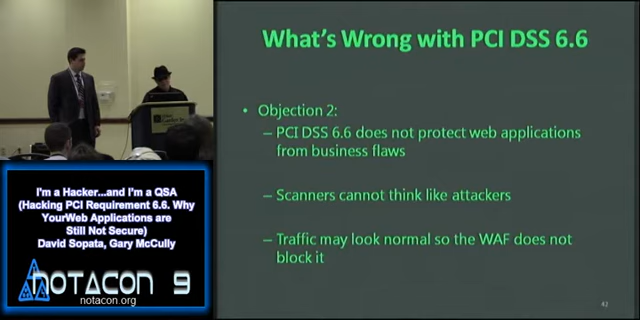 What's Wrong with PCI DSS 6.6
• Objection 2:
– PCI DSS 6.6 does not protect web applications
from business flaws
– Scanners cannot think like attackers
– Traffic may look normal so the WAF does not
block it
42
I'm a Hacker...and I'm a QSA
(Hacking PCI Requirement 6.6. Why
YourWeb Applications are
Still Not Secure)
David Sopata, Gary McCully
NOTACON 9
notacon.org